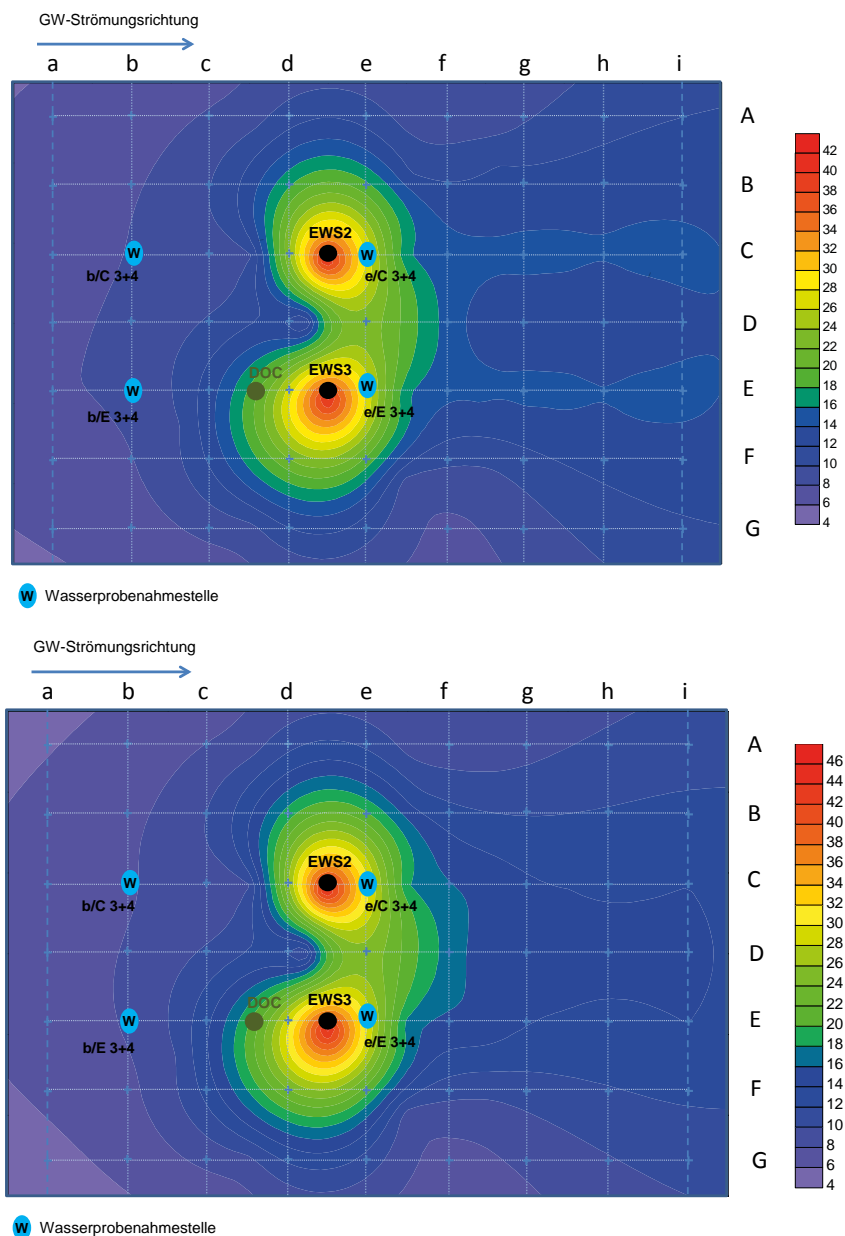 GW-Strömungsrichtung
a b c d e f g h i
A
B
C
D
E
F
G
EWS2
W W
b/C 3+4 e/C 3+4
DOC EWS3
W W
b/E 3+4 e/E 3+4
42
40
38
36
34
32
30
28
26
24
22
20
18
16
14
12
10
8
6
4
W Wasserprobenahmestelle
GW-Strömungsrichtung
a b c d e f g h i
A
B
C
D
E
F
G
EWS2
W W
b/C 3+4 e/C 3+4
DOC EWS3
W W
b/E 3+4 e/E 3+4
46
44
42
40
38
36
34
32
30
28
26
24
22
20
18
16
14
12
10
8
6
4
W Wasserprobenahmestelle